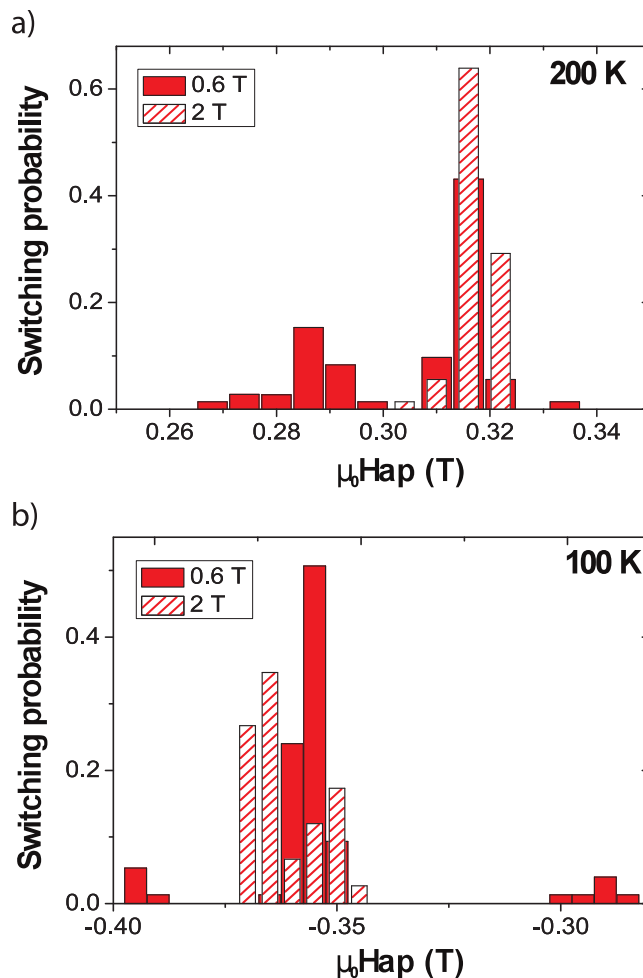 a)
200 K
0.6 T
2 T
Switching probability
0.6
0.4
0.2
0.0
0.26 0.28 0.30 0.32 0.34
μ₀Hap (T)
b)
100 K
0.6 T
2 T
Switching probability
0.4
0.2
0.0
-0.40 -0.35 -0.30
μ₀Hap (T)